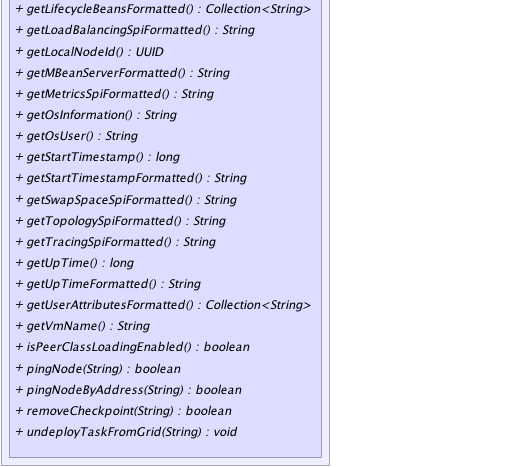 + getLifecycleBeansFormatted() : Collection<String>
+ getLoadBalancingSpiFormatted() : String
+ getLocalNodeId() : UUID
+ getMBeanServerFormatted() : String
+ getMetricsSpiFormatted() : String
+ getOsInformation() : String
+ getOsUser() : String
+ getStartTimestamp() : long
+ getStartTimestampFormatted() : String
+ getSwapSpaceSpiFormatted() : String
+ getTopologySpiFormatted() : String
+ getTracingSpiFormatted() : String
+ getUpTime() : long
+ getUpTimeFormatted() : String
+ getUserAttributesFormatted() : Collection<String>
+ getVmName() : String
+ isPeerClassLoadingEnabled() : boolean
+ pingNode(String) : boolean
+ pingNodeByAddress(String) : boolean
+ removeCheckpoint(String) : boolean
+ undeployTaskFromGrid(String) : void